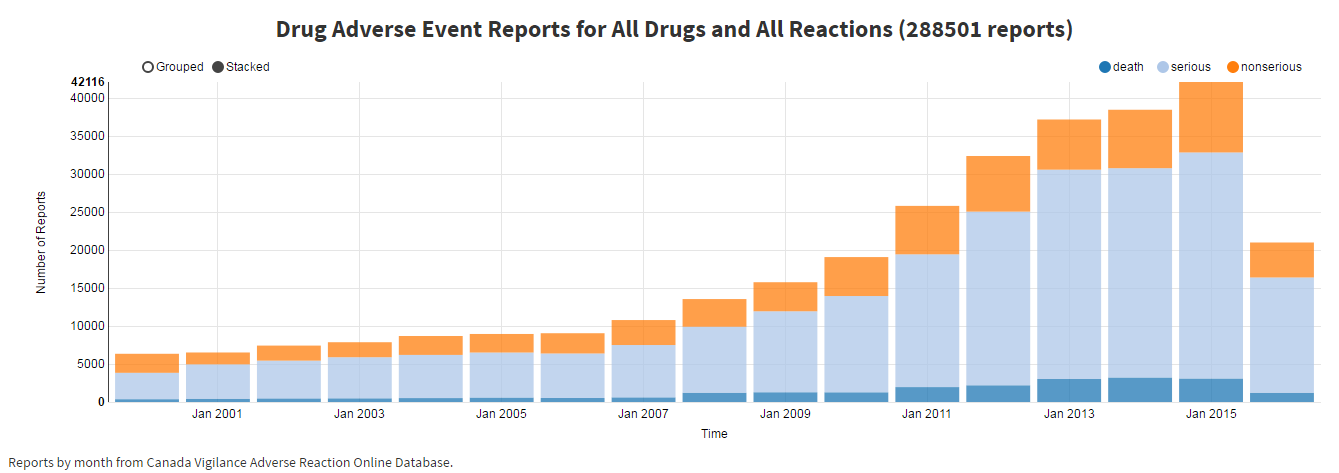 Drug Adverse Event Reports for All Drugs and All Reactions (288501 reports)
Grouped Stacked
death serious nonserious
42116
40000
35000
30000
25000
20000
15000
10000
5000
0
Number of Reports
Jan 2001 Jan 2003 Jan 2005 Jan 2007 Jan 2009 Jan 2011 Jan 2013 Jan 2015
Time
Reports by month from Canada Vigilance Adverse Reaction Online Database.